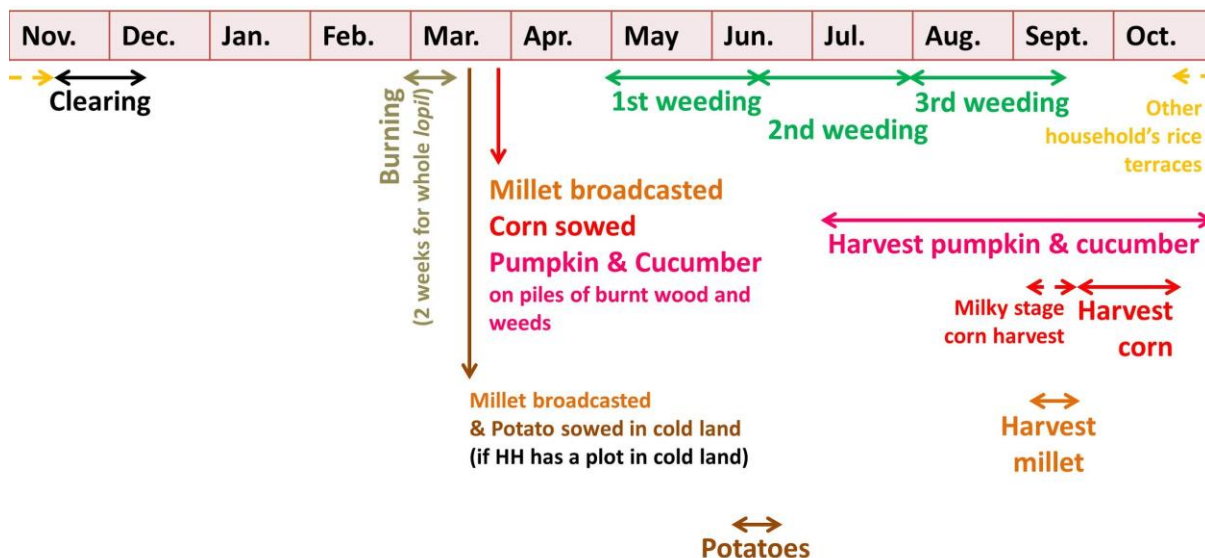 Nov. Dec. Jan. Feb. Mar. Apr. May Jun. Jul. Aug. Sept. Oct.
Clearing
Burning
(2 weeks for whole lopil)
1st weeding
2nd weeding
3rd weeding
Other
household's rice
terraces
Millet broadcasted
Corn sowed
Pumpkin & Cucumber
on piles of burnt wood and
weeds
Harvest pumpkin & cucumber
Milky stage
corn harvest
Harvest
corn
Millet broadcasted
& Potato sowed in cold land
(if HH has a plot in cold land)
Harvest
millet
Potatoes